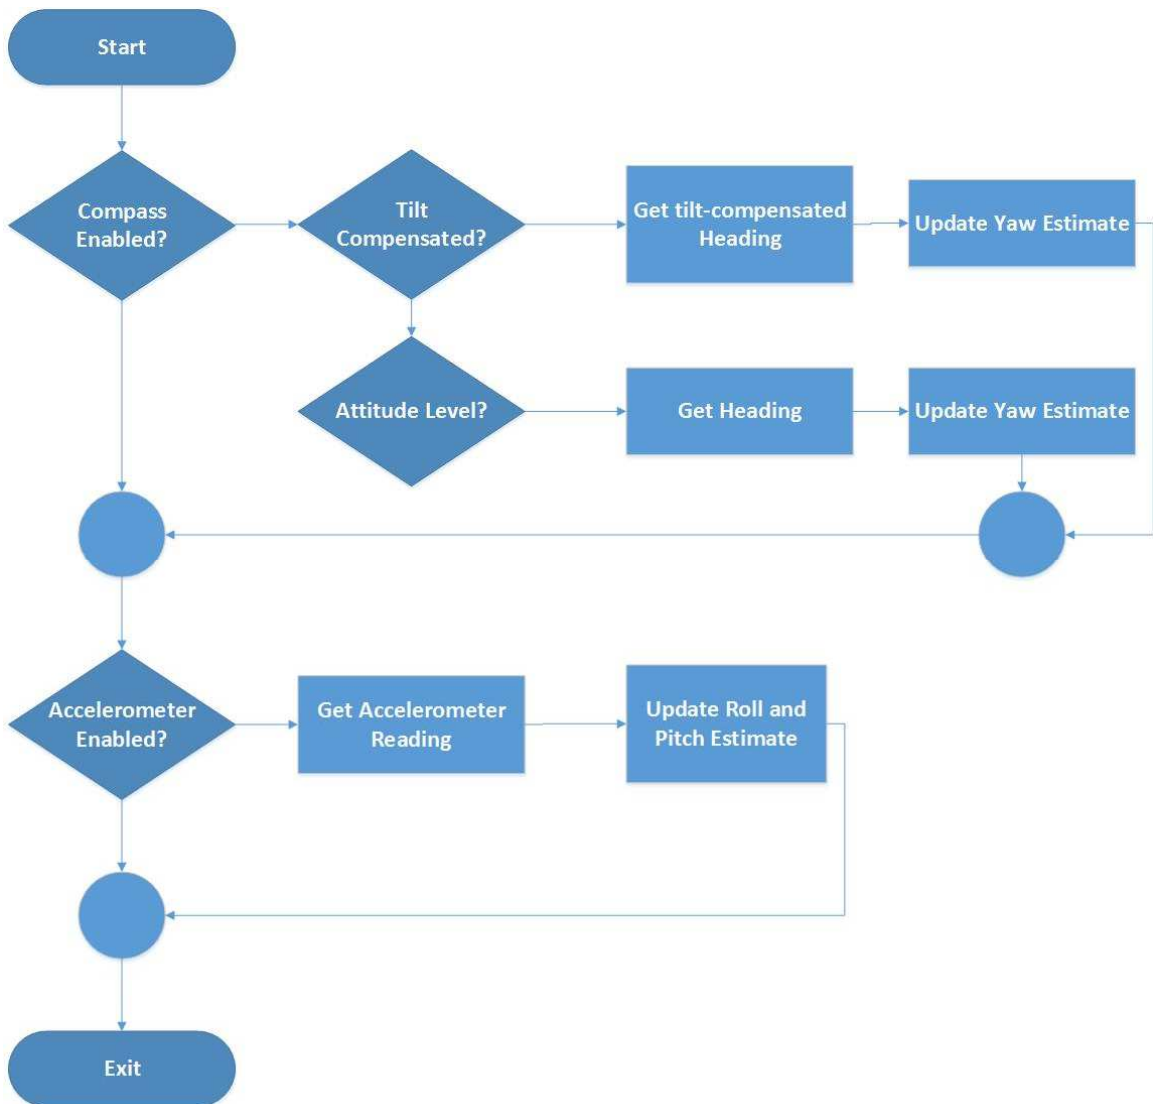 Start
Compass
Enabled?
Tilt
Compensated?
Get tilt-compensated
Heading
Update Yaw Estimate
Attitude Level?
Get Heading
Update Yaw Estimate
Accelerometer
Enabled?
Get Accelerometer
Reading
Update Roll and
Pitch Estimate
Exit